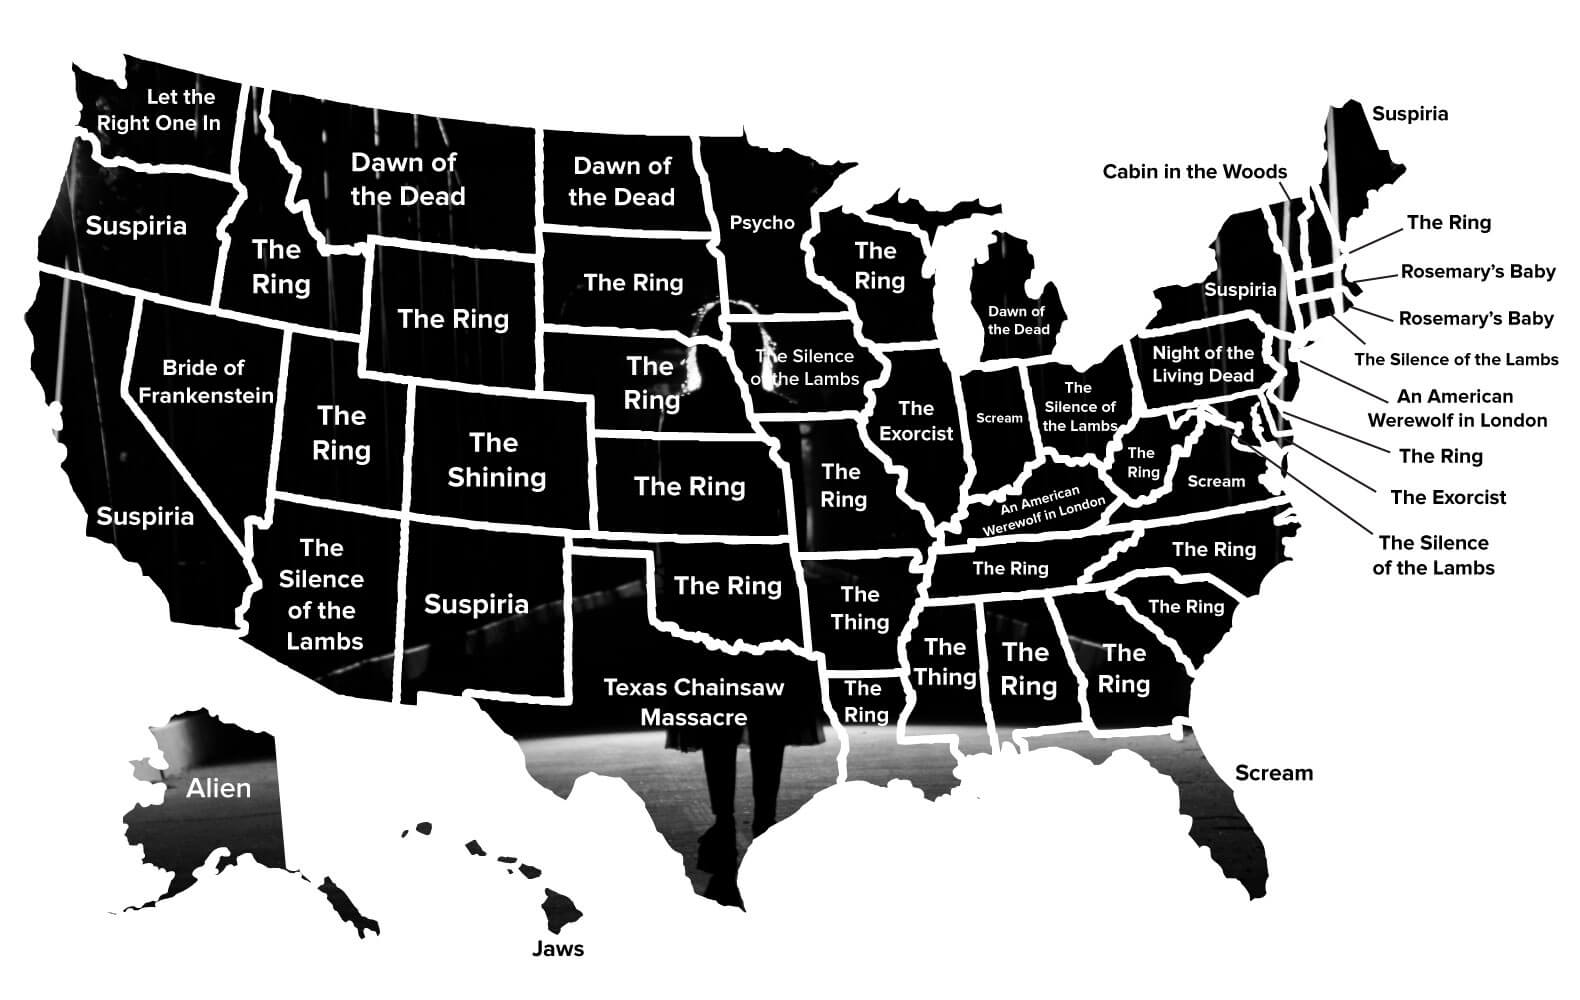 Let the
Right One In
Dawn of
the Dead
Dawn of
the Dead
Suspiria
Cabin in the Woods
Suspiria
The
Ring
Psycho
The
Ring
The Ring
The Ring
Rosemary's Baby
Suspiria
The Ring
Dawn of
the Dead
Rosemary's Baby
Bride of
Frankenstein
The
Ring
The Silence
of the Lambs
Night of the
Living Dead
The Silence of the Lambs
The
Ring
The
Shining
The
Exorcist
Scream
The
Silence of
the Lambs
An American
Werewolf in London
The Ring
The
Ring
The
Ring
Scream
The Ring
Suspiria
An American
Werewolf in London
The Exorcist
The
Silence
of the
Lambs
Suspiria
The Ring
The
Thing
The Ring
The Ring
The Silence
of the Lambs
The Ring
Texas Chainsaw
Massacre
The
Ring
The
Thing
The
Ring
The
Ring
Alien
Scream
Jaws